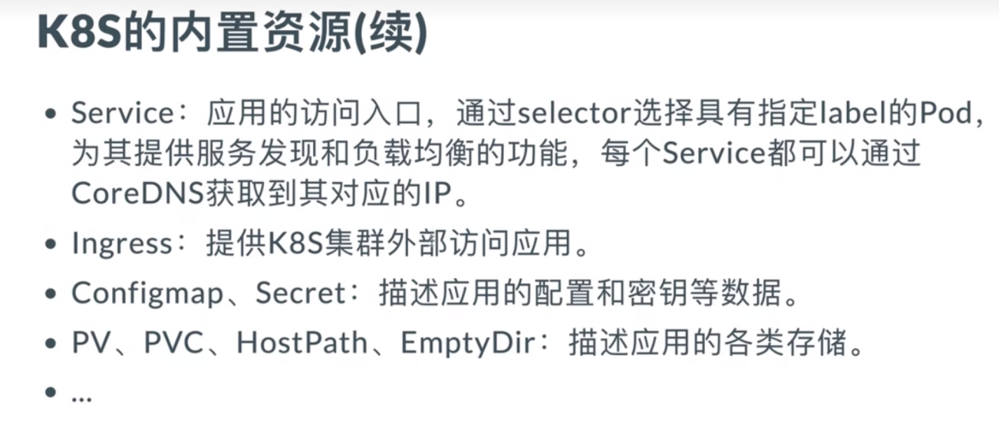 K8S的内置资源(续)
• Service：应用的访问入口，通过selector选择具有指定label的Pod，
为其提供服务发现和负载均衡的功能，每个Service都可以通过
CoreDNS获取到其对应的IP。
• Ingress：提供K8S集群外部访问应用。
• Configmap、Secret：描述应用的配置和密钥等数据。
• PV、PVC、HostPath、EmptyDir：描述应用的各类存储。
• ...